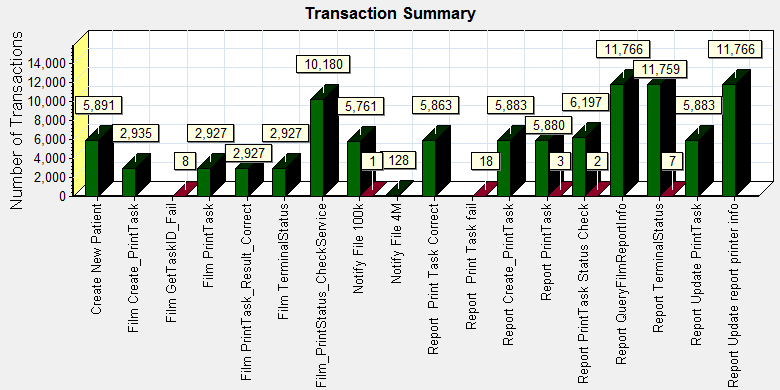 Transaction Summary
Number of Transactions
14,000
12,000
10,000
8,000
6,000
4,000
2,000
0
5,891
2,935
8
2,927
2,927
2,927
10,180
5,761
1
128
5,863
18
5,883
5,880
3
6,197
2
11,766
11,759
7
5,883
11,766
Create New Patient
Film Create_PrintTask
Film GetTaskID_Fail
Film PrintTask
Film PrintTask_Result_Correct
Film TerminalStatus
Film_PrintStatus_CheckService
Notify File 100k
Notify File 4M
Report Print Task Correct
Report Print Task fail
Report Create_PrintTask
Report PrintTask
Report PrintTask Status Check
Report QueryFilmReportInfo
Report TerminalStatus
Report Update PrintTask
Report Update report printer info